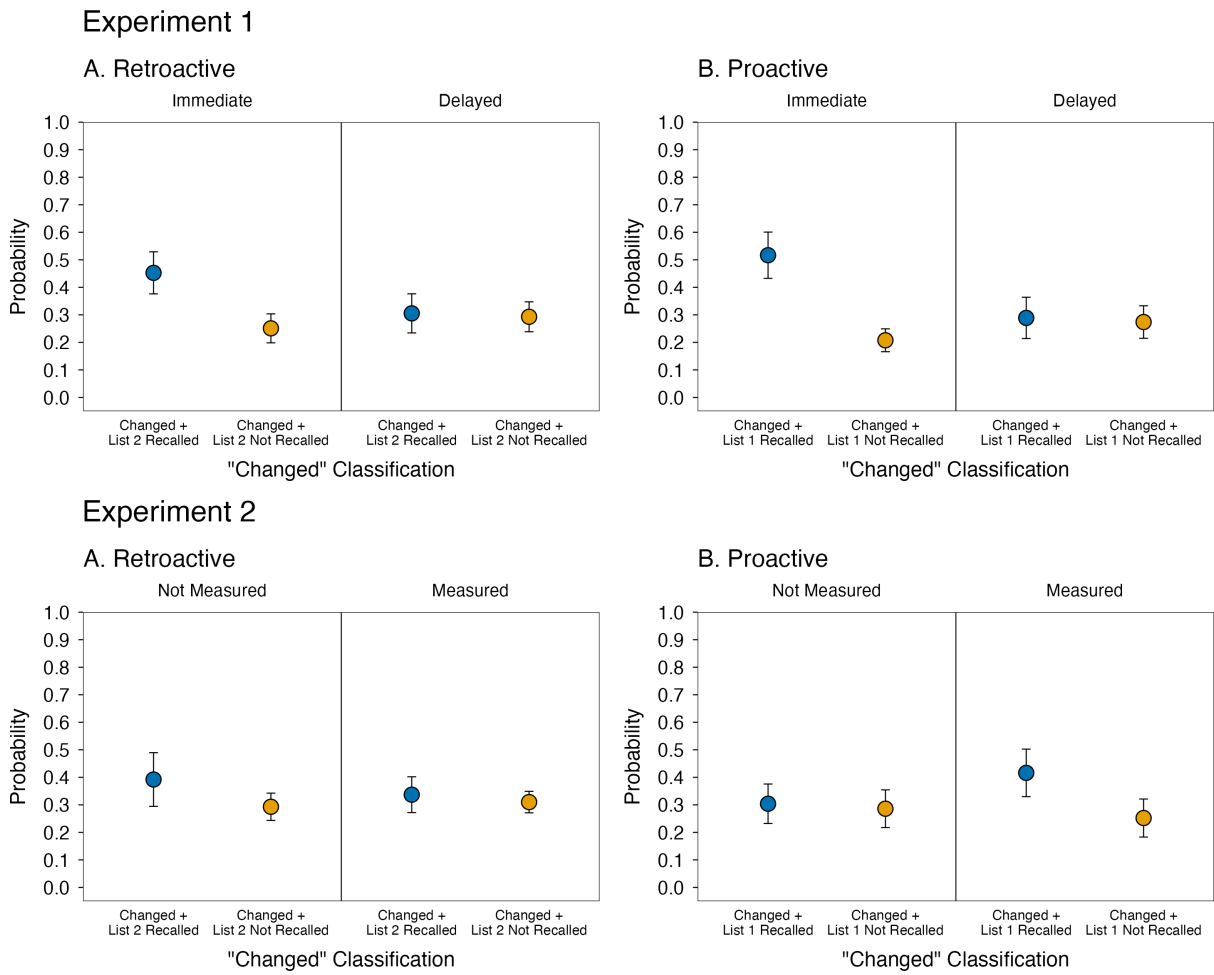 Experiment 1
A. Retroactive
Immediate
Delayed
Probability
1.0
0.9
0.8
0.7
0.6
0.5
0.4
0.3
0.2
0.1
0.0
Changed +
List 2 Recalled
Changed +
List 2 Not Recalled
Changed +
List 2 Recalled
Changed +
List 2 Not Recalled
"Changed" Classification
B. Proactive
Immediate
Delayed
Probability
1.0
0.9
0.8
0.7
0.6
0.5
0.4
0.3
0.2
0.1
0.0
Changed +
List 1 Recalled
Changed +
List 1 Not Recalled
Changed +
List 1 Recalled
Changed +
List 1 Not Recalled
"Changed" Classification
Experiment 2
A. Retroactive
Not Measured
Measured
Probability
1.0
0.9
0.8
0.7
0.6
0.5
0.4
0.3
0.2
0.1
0.0
Changed +
List 2 Recalled
Changed +
List 2 Not Recalled
Changed +
List 2 Recalled
Changed +
List 2 Not Recalled
"Changed" Classification
B. Proactive
Not Measured
Measured
Probability
1.0
0.9
0.8
0.7
0.6
0.5
0.4
0.3
0.2
0.1
0.0
Changed +
List 1 Recalled
Changed +
List 1 Not Recalled
Changed +
List 1 Recalled
Changed +
List 1 Not Recalled
"Changed" Classification